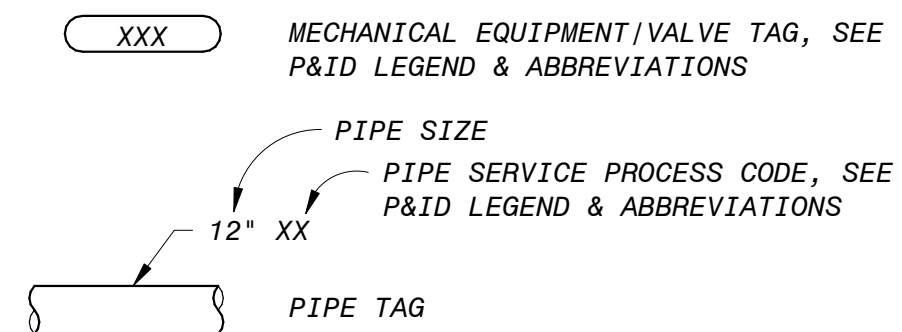 XXX
MECHANICAL EQUIPMENT/VALVE TAG, SEE
P&ID LEGEND & ABBREVIATIONS
PIPE SIZE
PIPE SERVICE PROCESS CODE, SEE
P&ID LEGEND & ABBREVIATIONS
12" XX
PIPE TAG